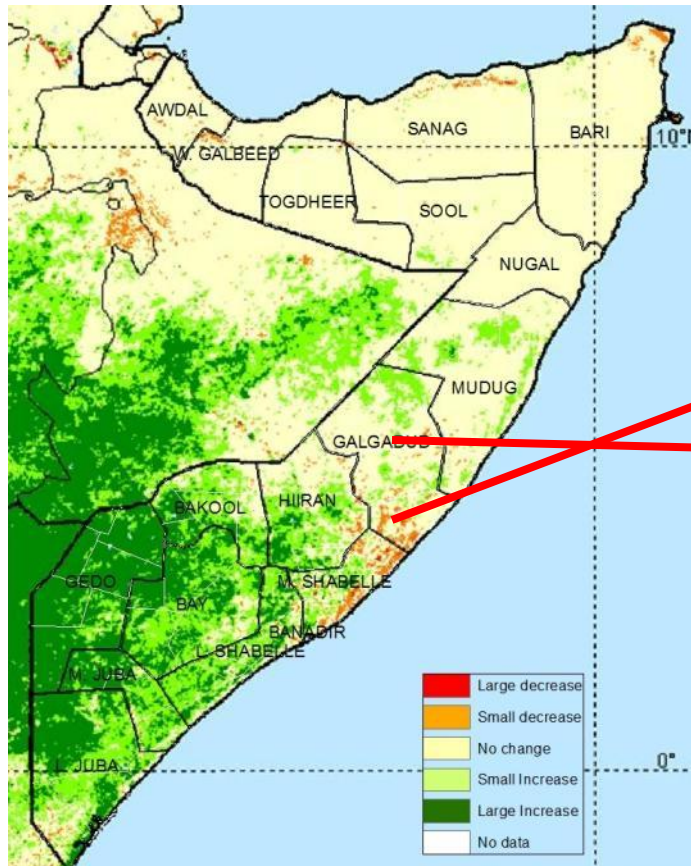 AWDAL
SANAG
BARI
10°N
W. GALBEED
TOGDHEER
SOOL
NUGAL
MUDUG
GALGADUD
BAKOOL
HIIRAN
GEDO
M. SHABELLE
BAY
BANADIR
L. SHABELLE
M. JUBA
L. JUBA
0°
Large decrease
Small decrease
No change
Small Increase
Large Increase
No data